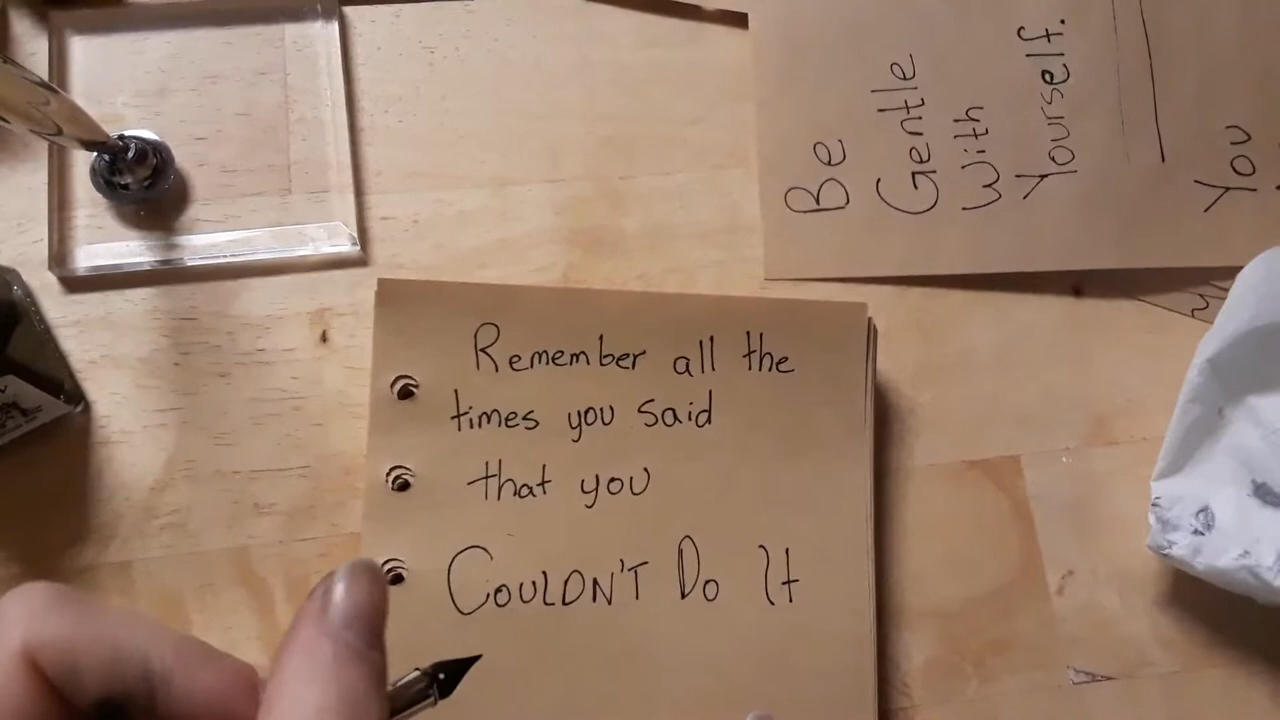 Remember all the
times you said
that you
COULDN'T DO It
Be
Gentle
With
Yourself.
You